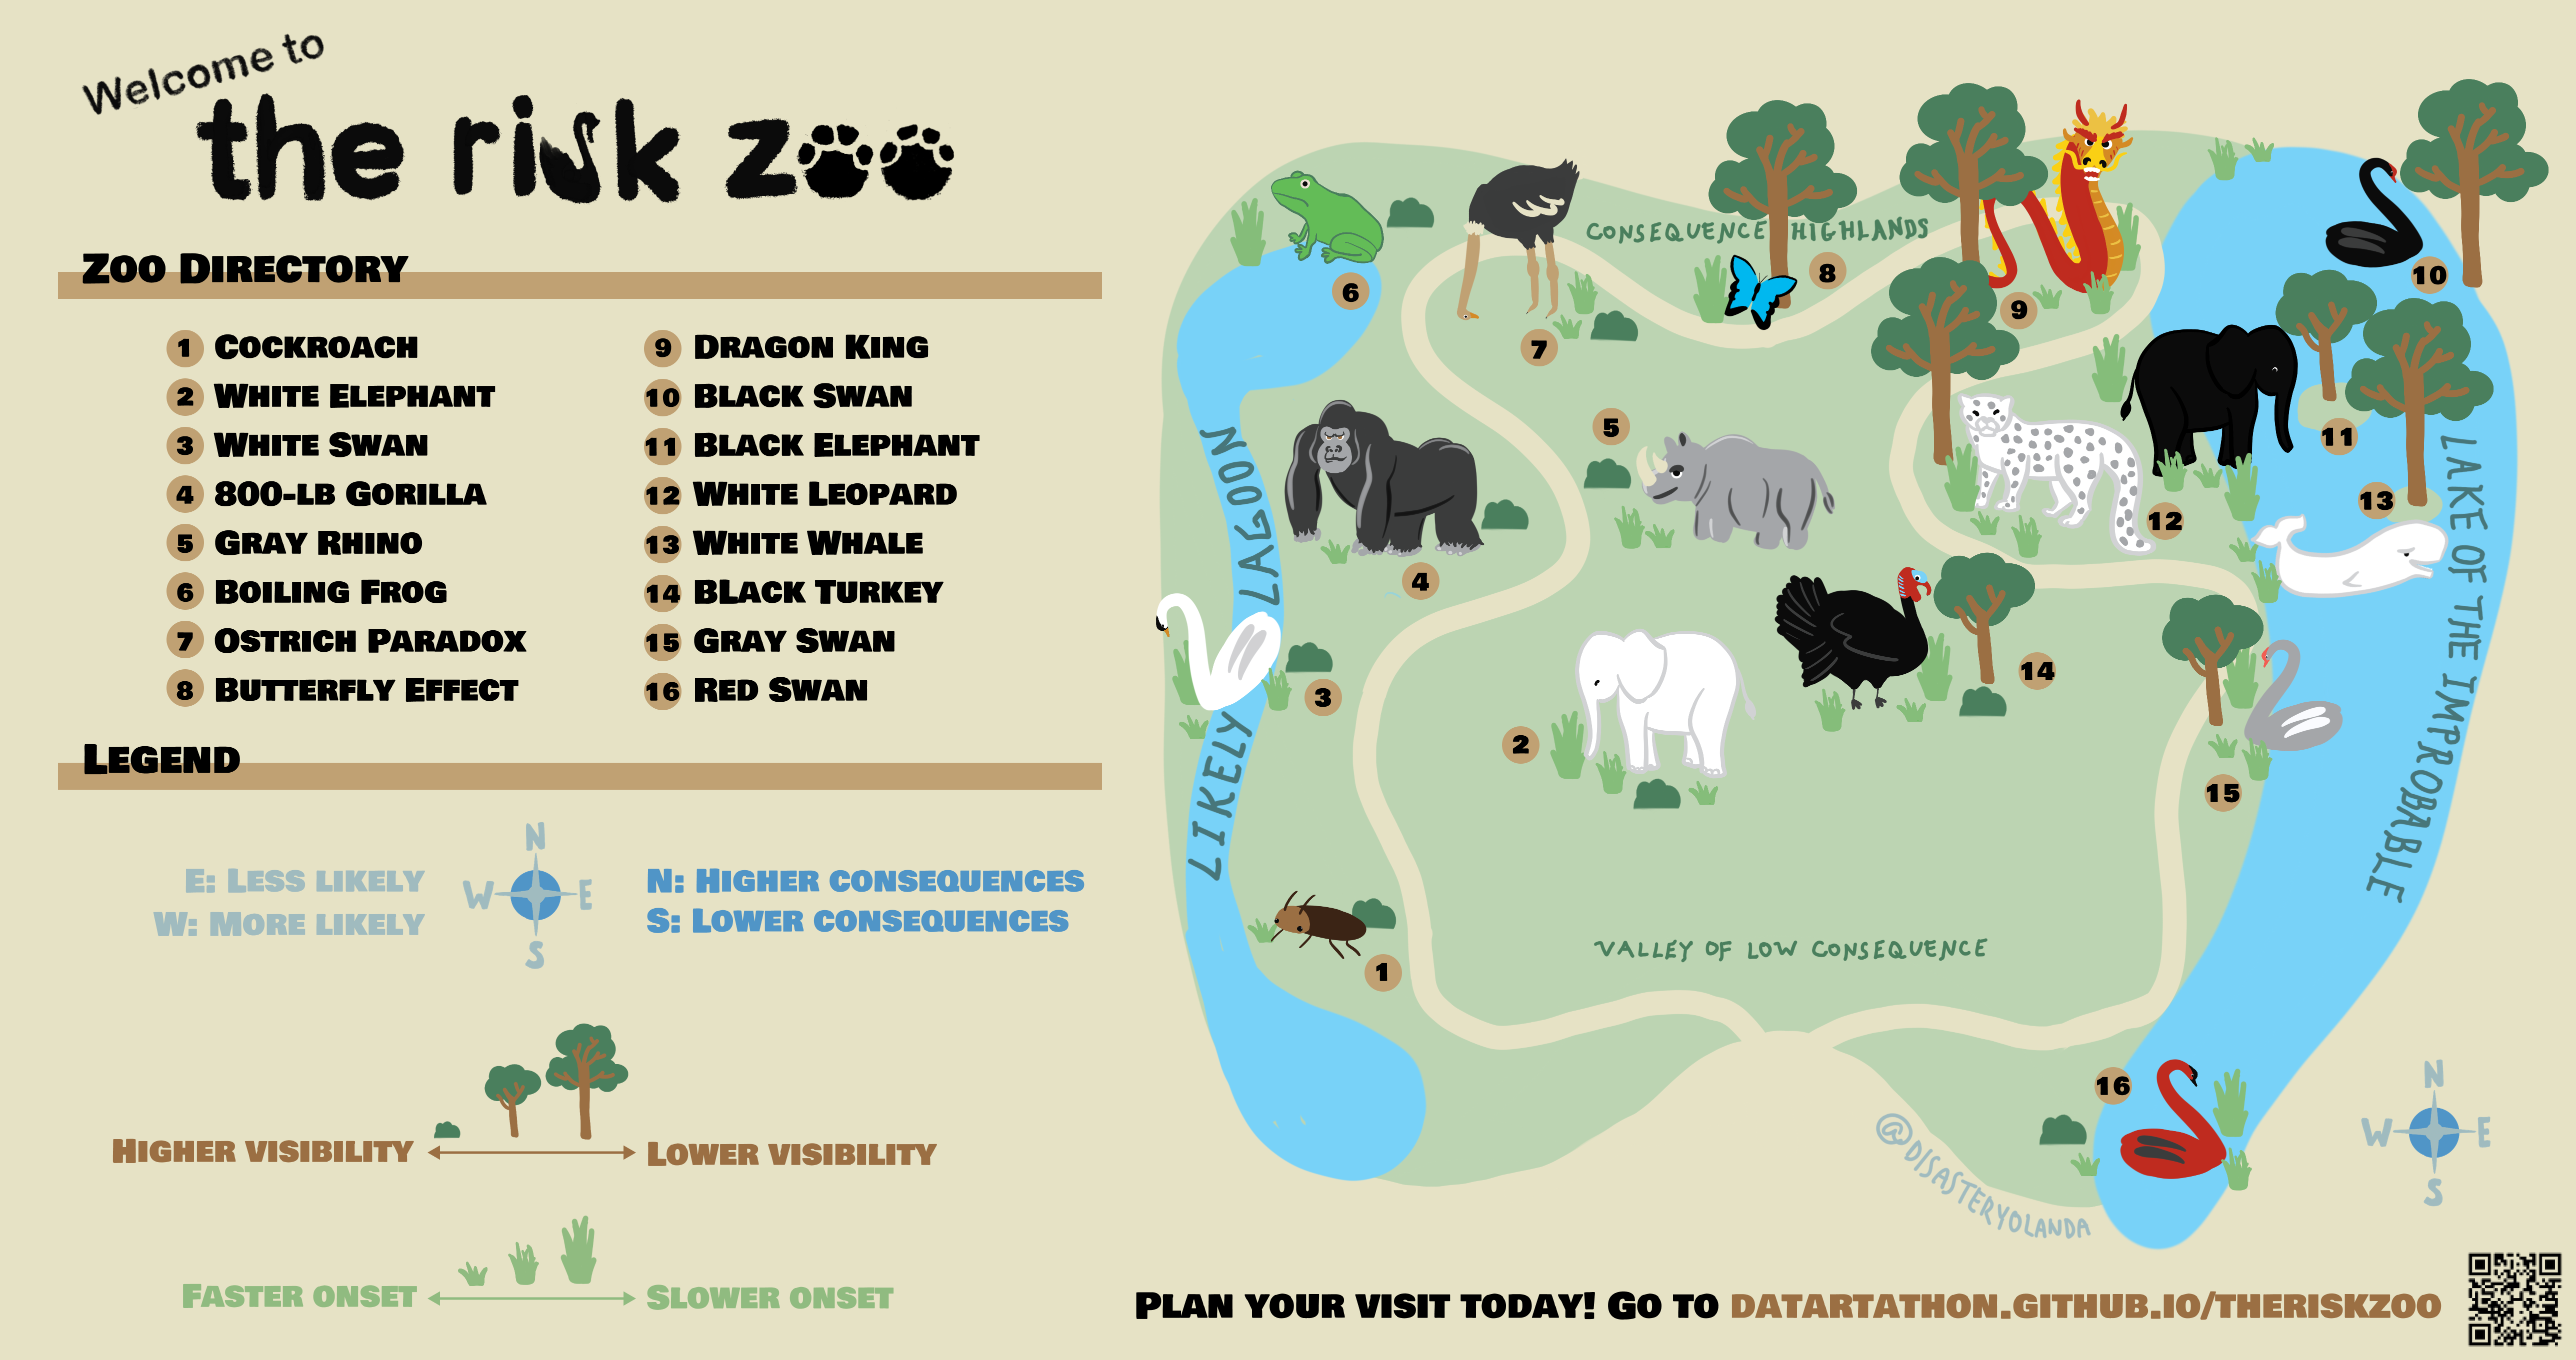 Welcome to
the risk zoo
Zoo Directory
1 Cockroach
2 White Elephant
3 White Swan
4 800-lb Gorilla
5 Gray Rhino
6 Boiling Frog
7 Ostrich Paradox
8 Butterfly Effect
9 Dragon King
10 Black Swan
11 Black Elephant
12 White Leopard
13 White Whale
14 BLack Turkey
15 Gray Swan
16 Red Swan
Legend
E: Less likely
W: More likely
N
W E
S
N: Higher consequences
S: Lower consequences
Higher visibility
Lower visibility
Faster onset
Slower onset
CONSEQUENCE HIGHLANDS
LIKELY LAGOON
LAKE OF THE IMPROBABLE
VALLEY OF LOW CONSEQUENCE
6
7
8
9
10
11
5
13
12
4
14
3
2
15
1
16
@DISASTERYOLANDA
N
W E
S
Plan your visit today! Go to datartathon.github.io/theriskzoo